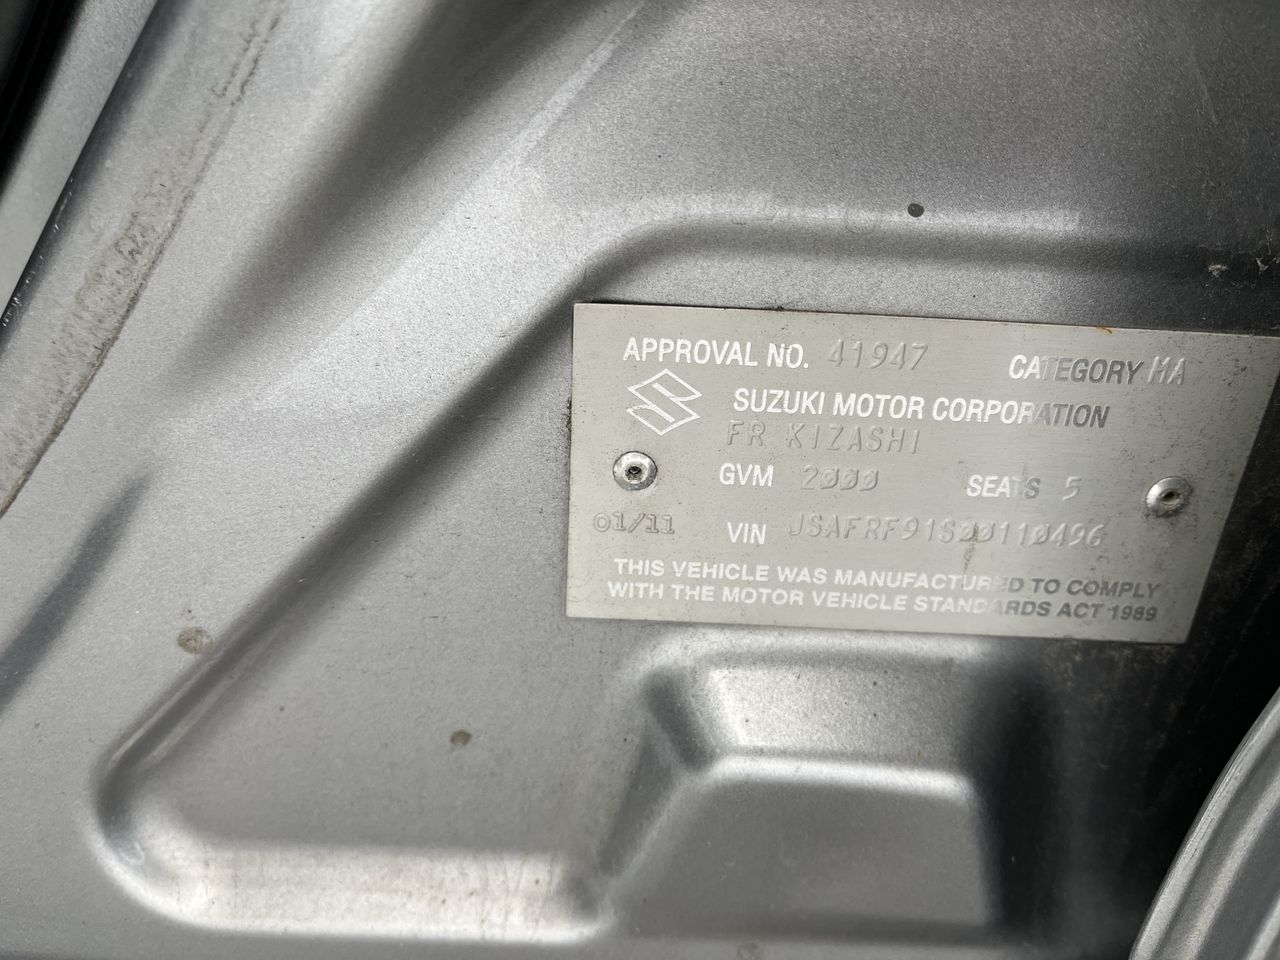 APPROVAL NO. 41947 CATEGORY MA
SUZUKI MOTOR CORPORATION
FR KIZASHI
GVM 2000 SEATS 5
01/11 VIN JSAFRF91S00110496
THIS VEHICLE WAS MANUFACTURED TO COMPLY
WITH THE MOTOR VEHICLE STANDARDS ACT 1989